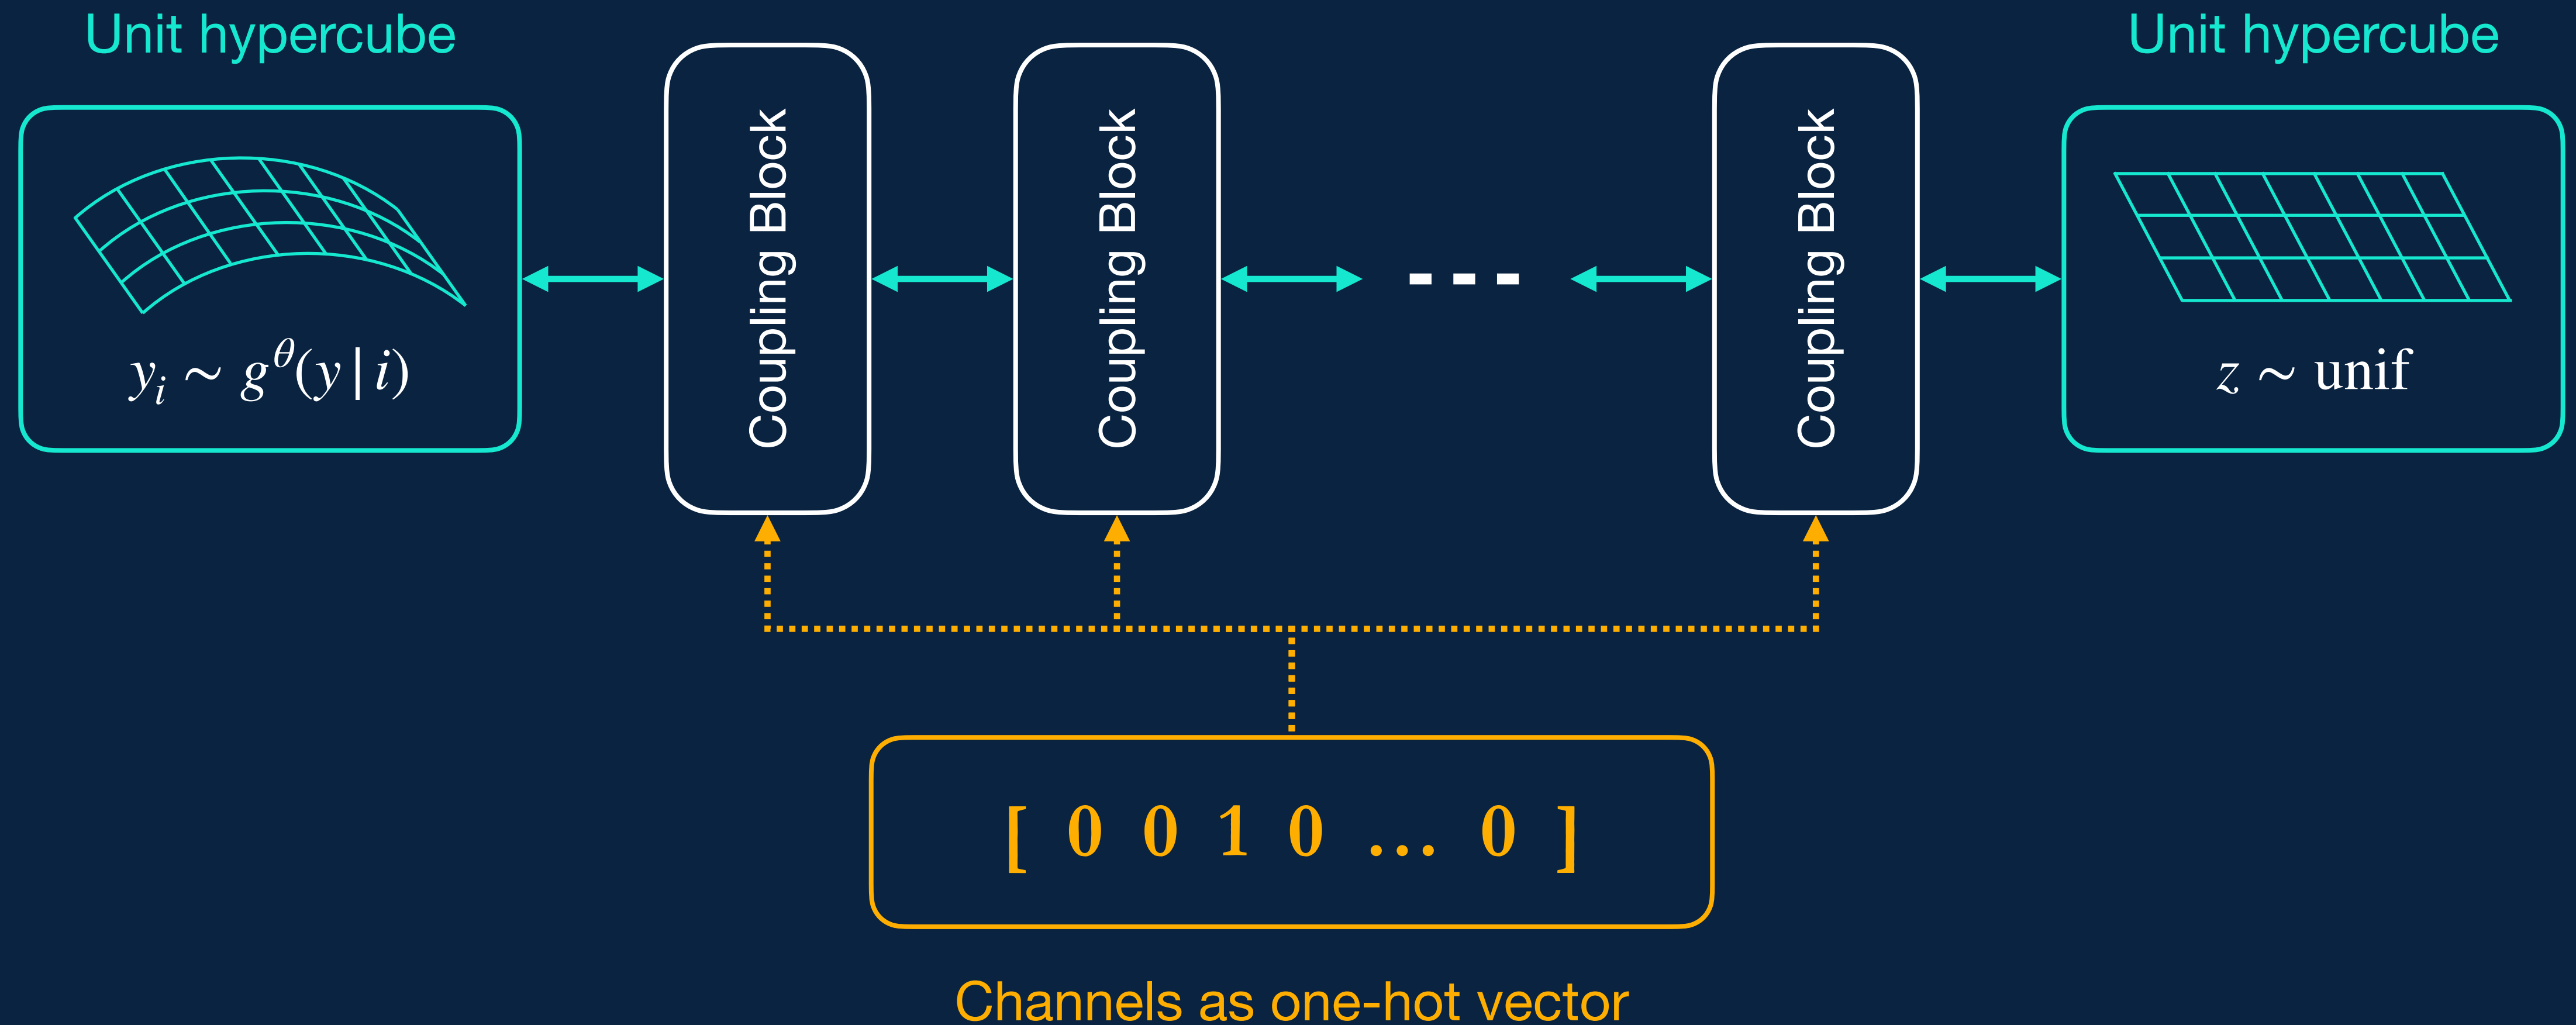 Unit hypercube
Unit hypercube
Coupling Block
Coupling Block
Coupling Block
y_i ~ g^θ(y | i)
z ~ unif
[ 0 0 1 0 … 0 ]
Channels as one-hot vector